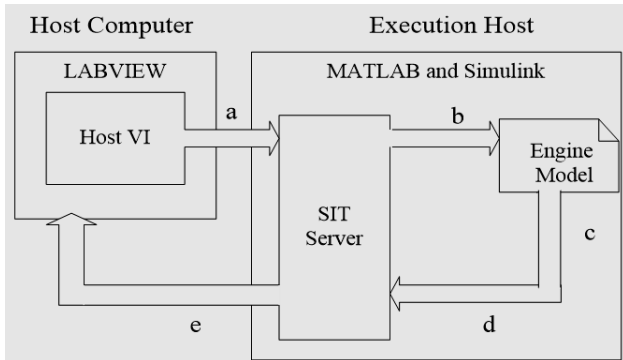 Host Computer
Execution Host
LABVIEW
MATLAB and Simulink
a
b
Host VI
Engine
Model
SIT
Server
c
e
d